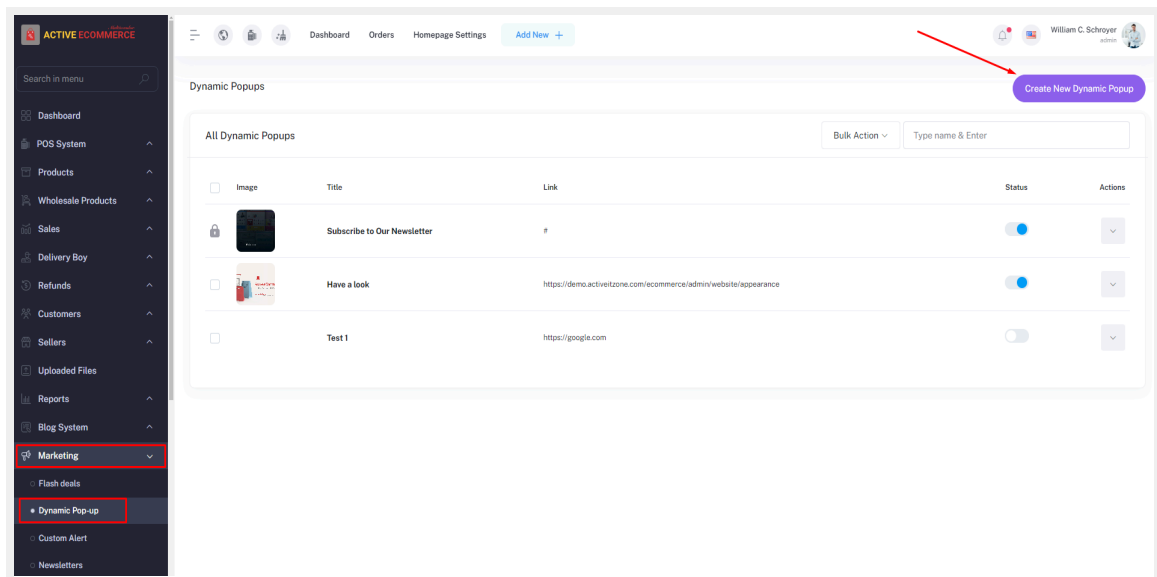 ACTIVE ECOMMERCE
Dashboard Orders Homepage Settings Add New +
William C. Schroyer
admin
Search in menu
Dashboard
POS System
Products
Wholesale Products
Sales
Delivery Boy
Refunds
Customers
Sellers
Uploaded Files
Reports
Blog System
Marketing
Flash deals
Dynamic Pop-up
Custom Alert
Newsletters
Dynamic Popups
Create New Dynamic Popup
All Dynamic Popups
Bulk Action
Type name & Enter
Image Title Link Status Actions
Subscribe to Our Newsletter #
Have a look https://demo.activeitzone.com/ecommerce/admin/website/appearance
Test 1 https://google.com